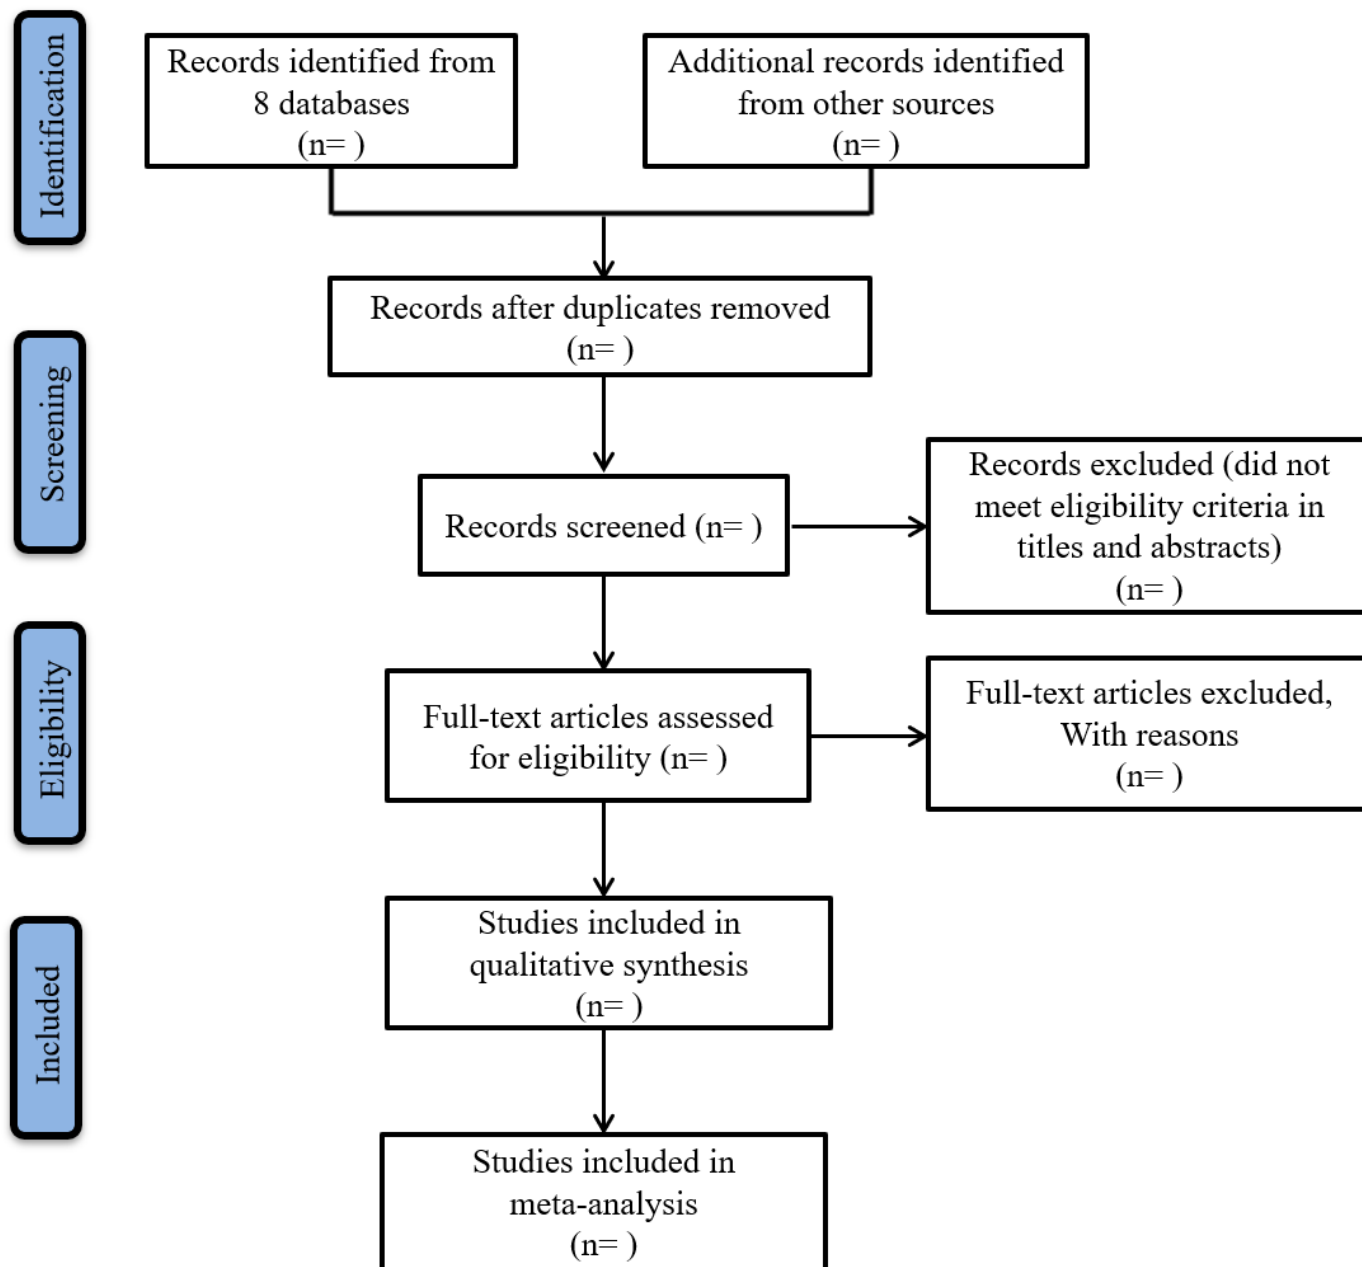 Identification
Records identified from
8 databases
(n= )
Additional records identified
from other sources
(n= )
Records after duplicates removed
(n= )
Screening
Records screened (n= )
Records excluded (did not
meet eligibility criteria in
titles and abstracts)
(n= )
Eligibility
Full-text articles assessed
for eligibility (n= )
Full-text articles excluded,
With reasons
(n= )
Included
Studies included in
qualitative synthesis
(n= )
Studies included in
meta-analysis
(n= )